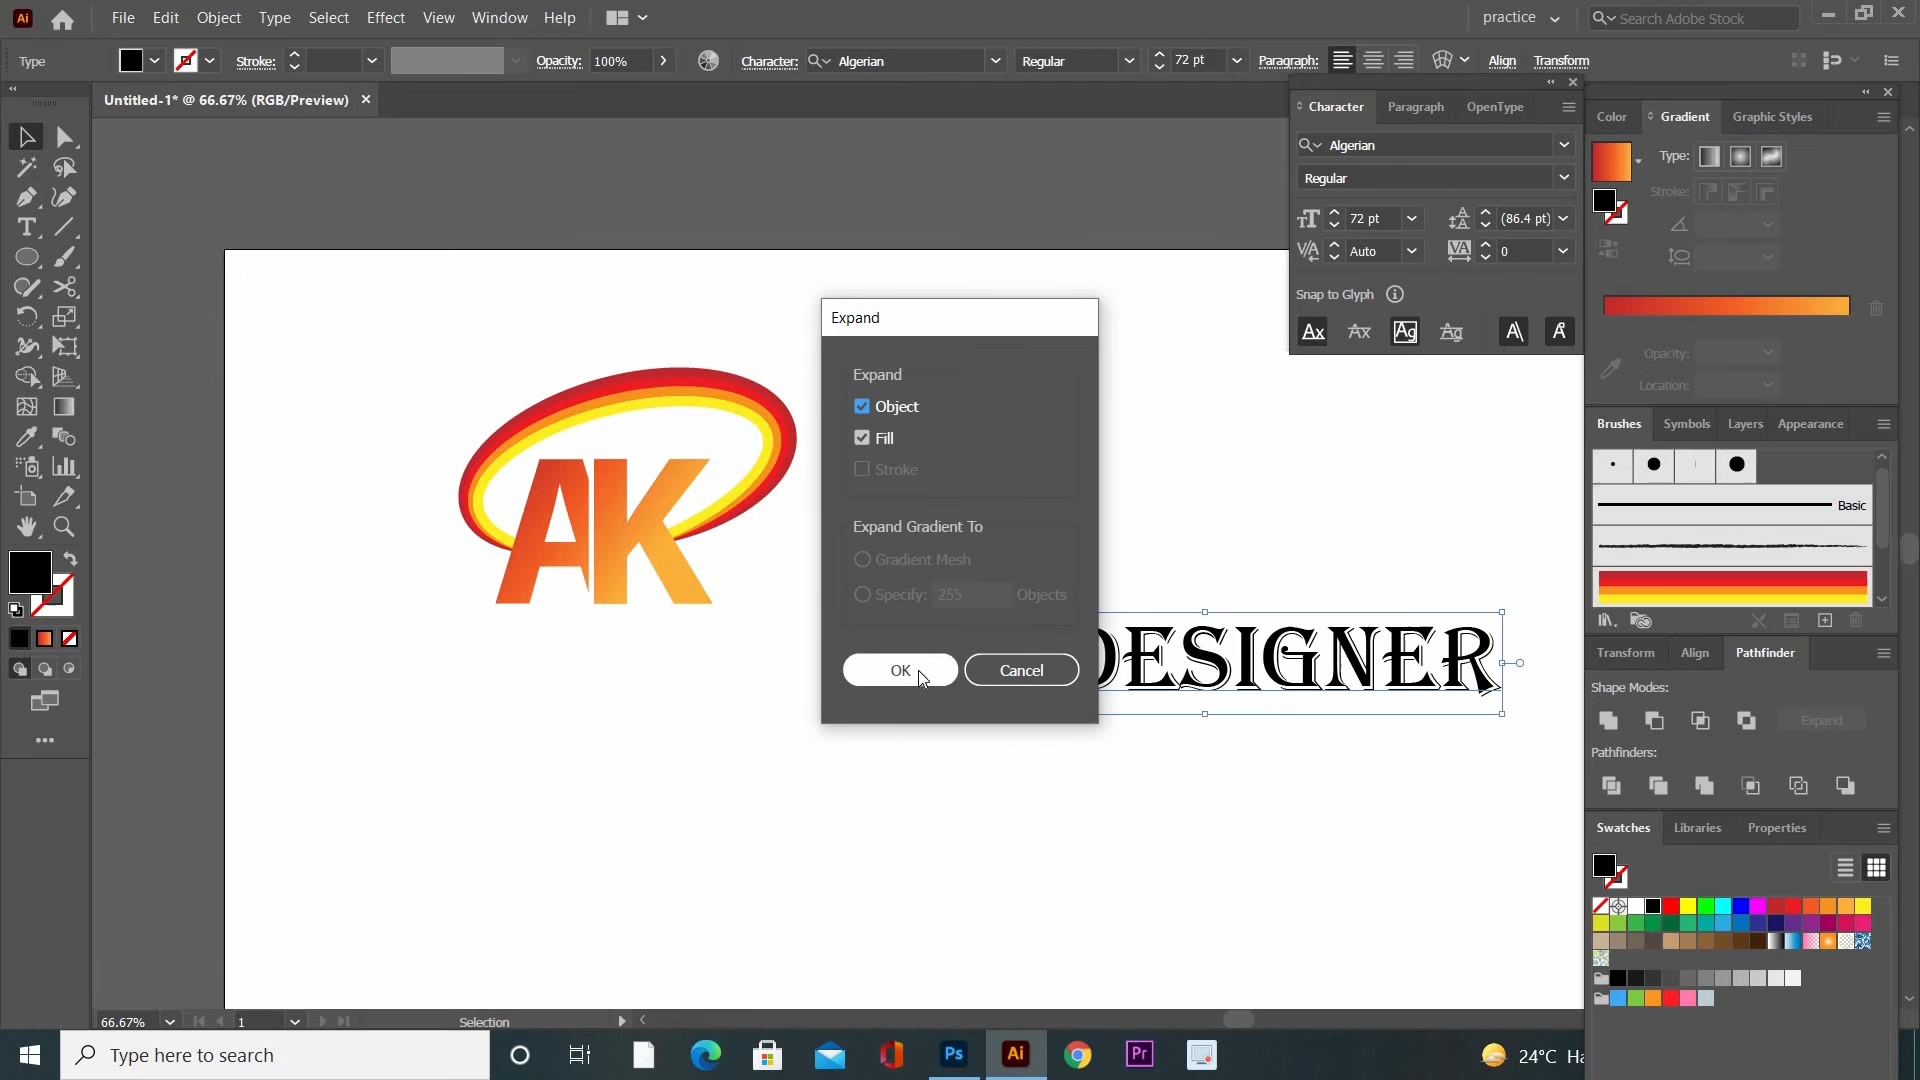 Ai File Edit Object Type Select Effect View Window Help practice Search Adobe Stock
Type Stroke: Opacity: 100% Character: Algerian Regular 72 pt Paragraph: Align Transform
Untitled-1* @ 66.67% (RGB/Preview)
Character Paragraph OpenType
Algerian
Regular
72 pt (86.4 pt)
Auto 0
Snap to Glyph
Color Gradient Graphic Styles
Type:
Stroke:
Opacity:
Location:
Brushes Symbols Layers Appearance
Basic
Transform Align Pathfinder
Shape Modes:
Expand
Pathfinders:
Swatches Libraries Properties
AK
Expand
Expand
Object
Fill
Stroke
Expand Gradient To
Gradient Mesh
Specify: 255 Objects
OK Cancel
DESIGNER
66.67% 1 Selection
Type here to search Ps Ai Pr 24°C Ha